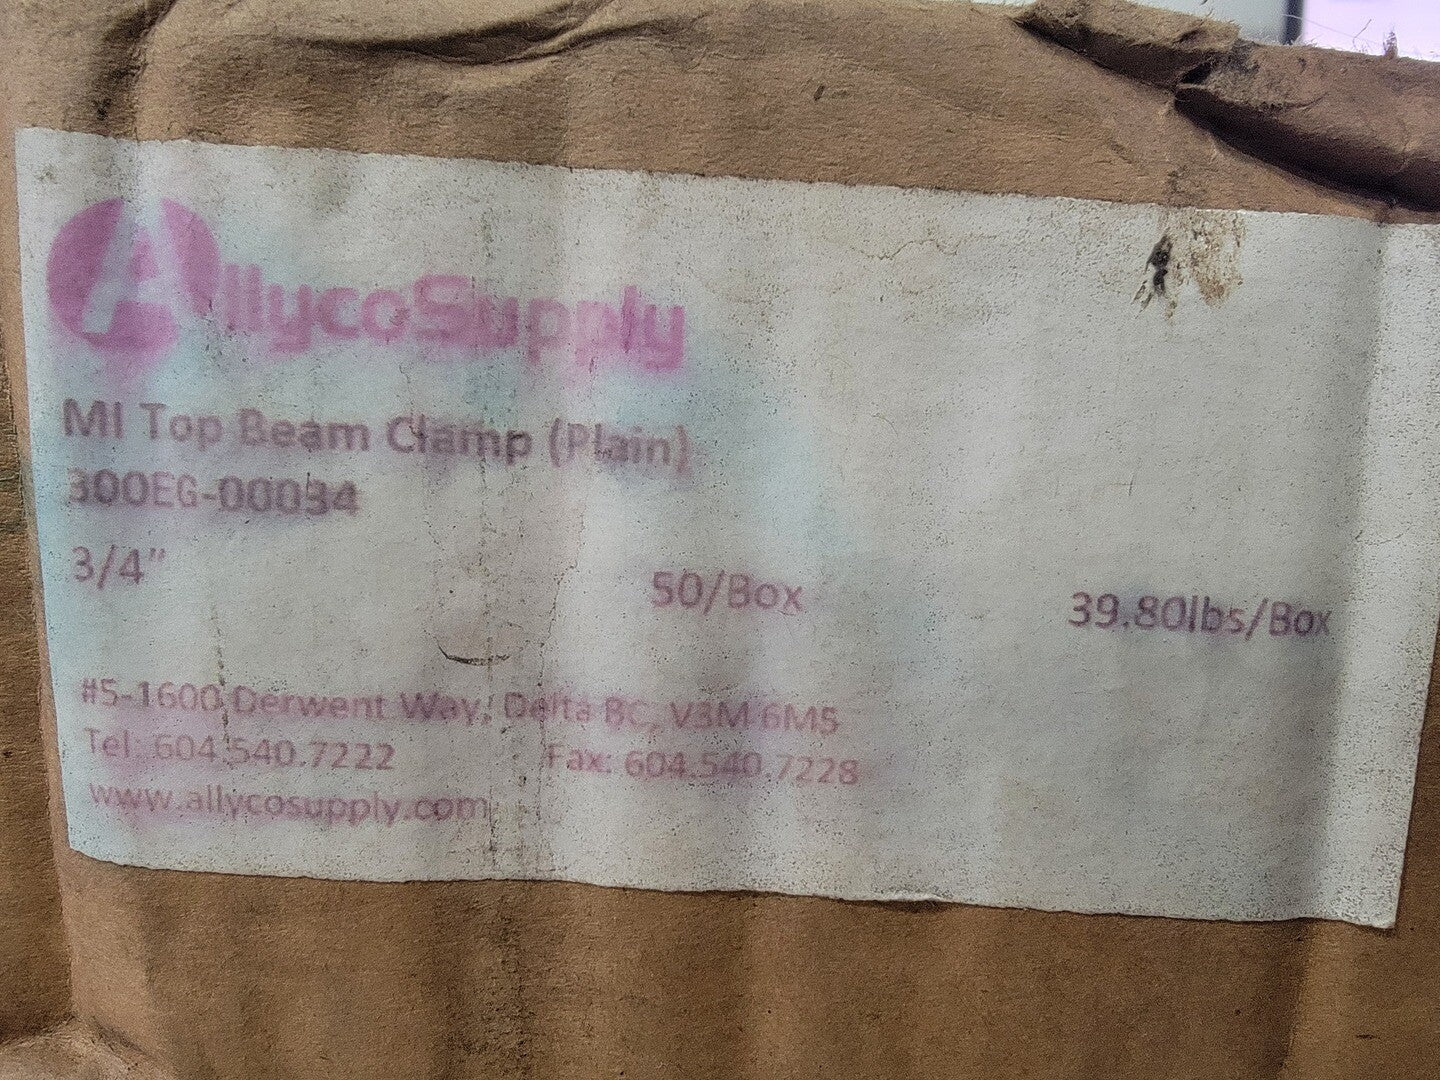 AllycoSupply
MI Top Beam Clamp (Plain)
300EG-00034
3/4" 50/Box 39.80lbs/Box
#5-1600 Derwent Way, Delta BC, V3M 6M5
Tel: 604.540.7222 Fax: 604.540.7228
www.allycosupply.com